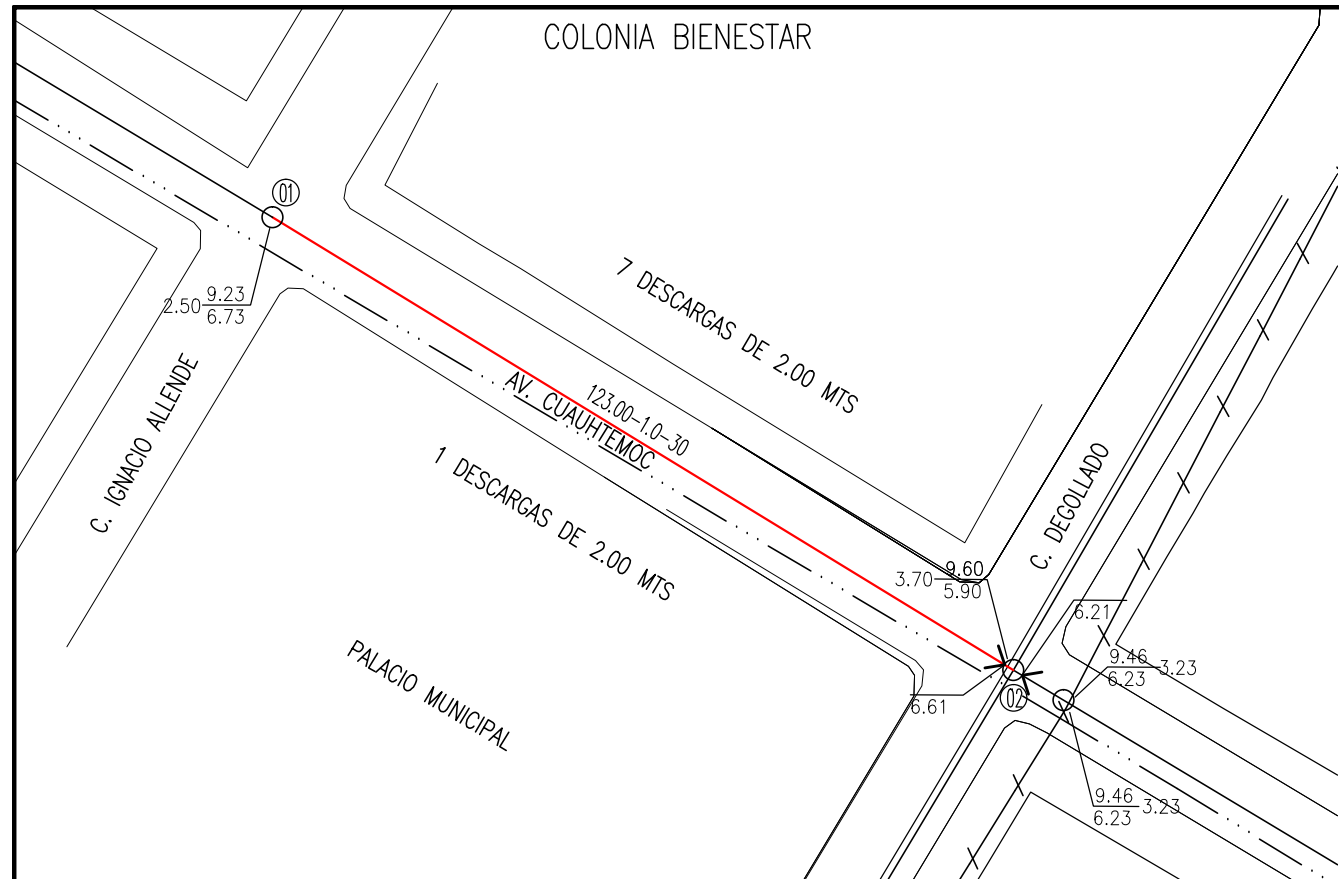 COLONIA BIENESTAR
01
2.50
9.23
6.73
7 DESCARGAS DE 2.00 MTS
C. IGNACIO ALLENDE
AV. CUAUHTEMOC
123.00-1.0-30
1 DESCARGAS DE 2.00 MTS
C. DEGOLLADO
3.70
9.60
5.90
6.21
PALACIO MUNICIPAL
9.46
6.23
3.23
6.61
02
9.46
6.23
3.23